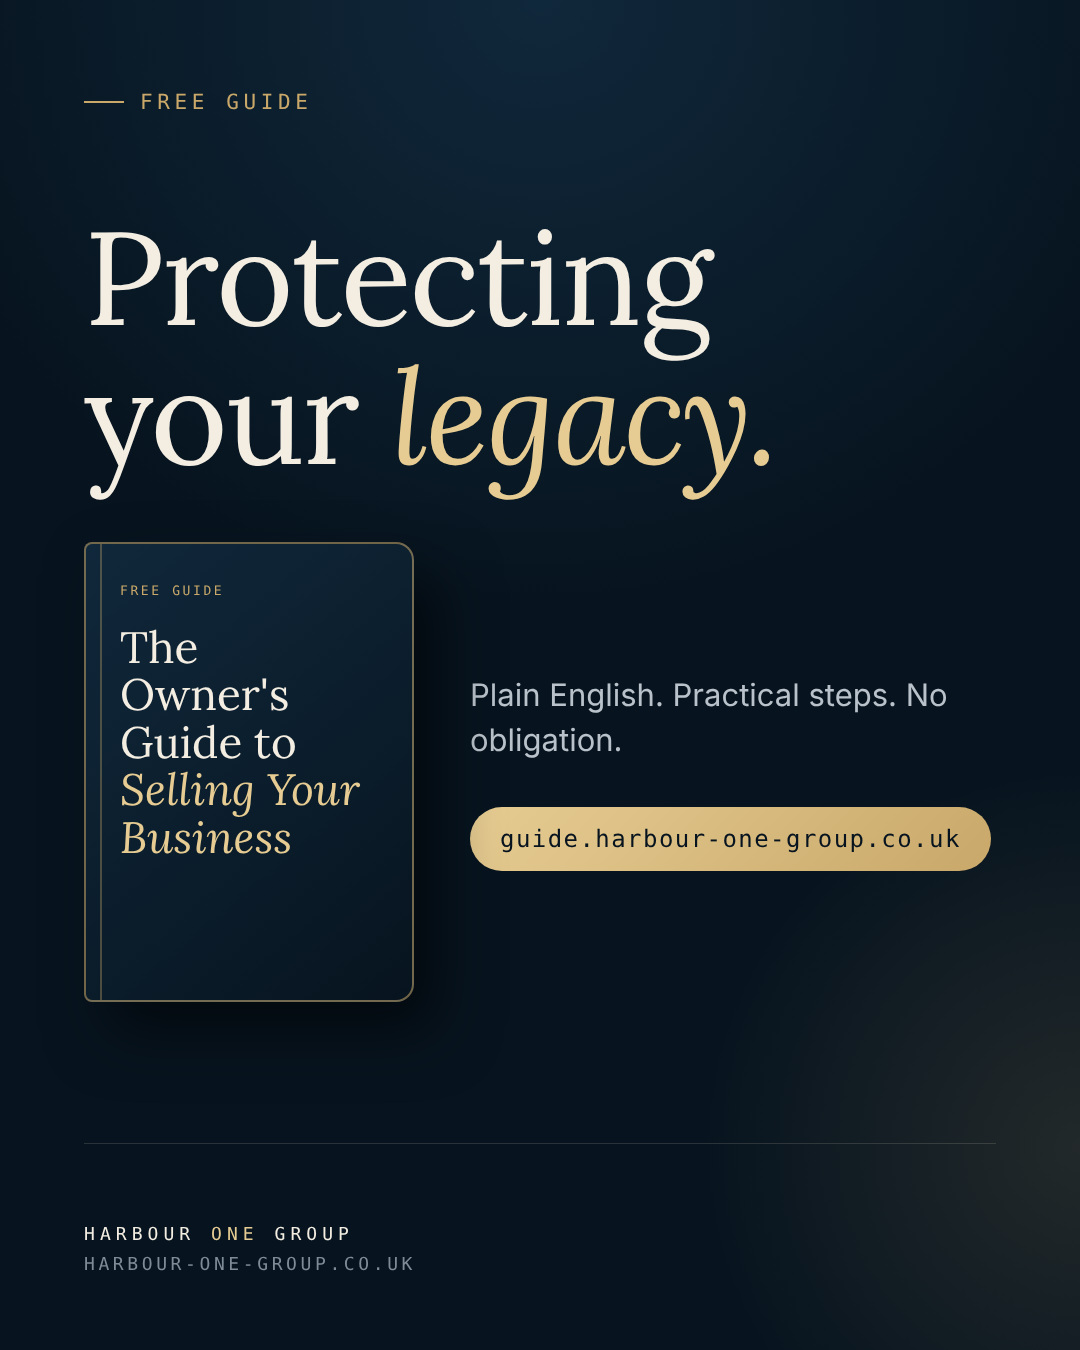 FREE GUIDE
Protecting
your legacy.
FREE GUIDE
The
Owner's
Guide to
Selling Your
Business
Plain English. Practical steps. No
obligation.
guide.harbour-one-group.co.uk
HARBOUR ONE GROUP
HARBOUR-ONE-GROUP.CO.UK